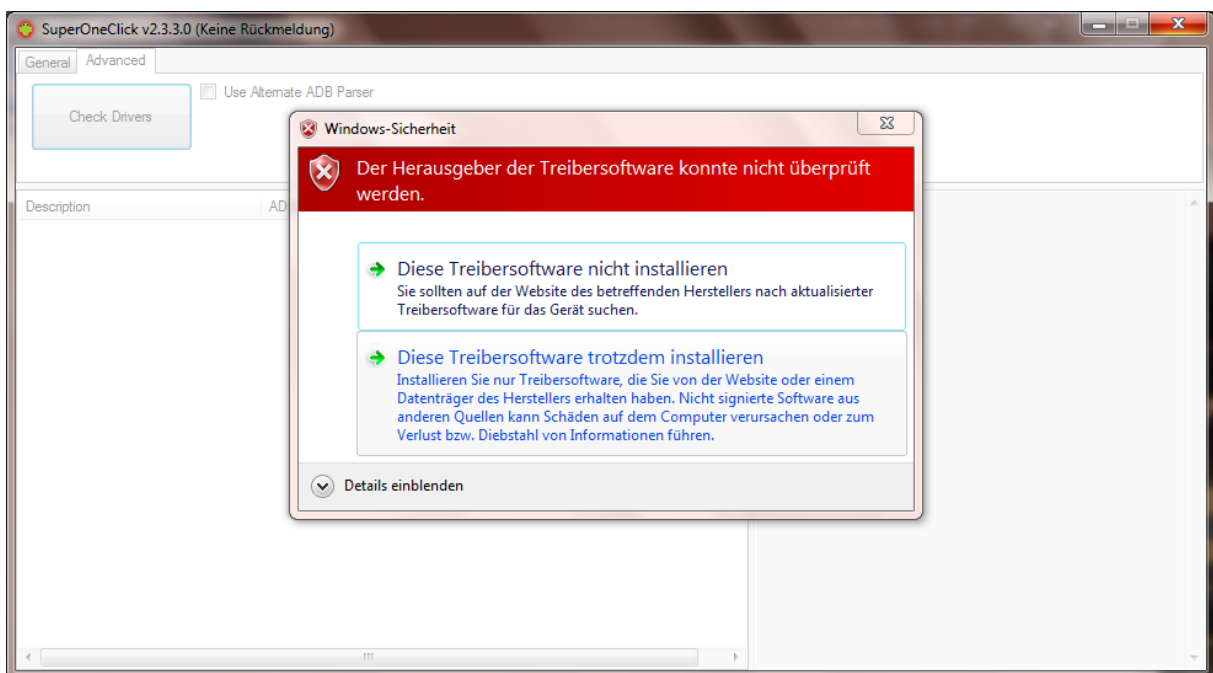 SuperOneClick v2.3.3.0 (Keine Rückmeldung)
General Advanced
Use Alternate ADB Parser
Check Drivers
Windows-Sicherheit
Der Herausgeber der Treibersoftware konnte nicht überprüft
werden.
Description AD
Diese Treibersoftware nicht installieren
Sie sollten auf der Website des betreffenden Herstellers nach aktualisierter
Treibersoftware für das Gerät suchen.
Diese Treibersoftware trotzdem installieren
Installieren Sie nur Treibersoftware, die Sie von der Website oder einem
Datenträger des Herstellers erhalten haben. Nicht signierte Software aus
anderen Quellen kann Schäden auf dem Computer verursachen oder zum
Verlust bzw. Diebstahl von Informationen führen.
Details einblenden